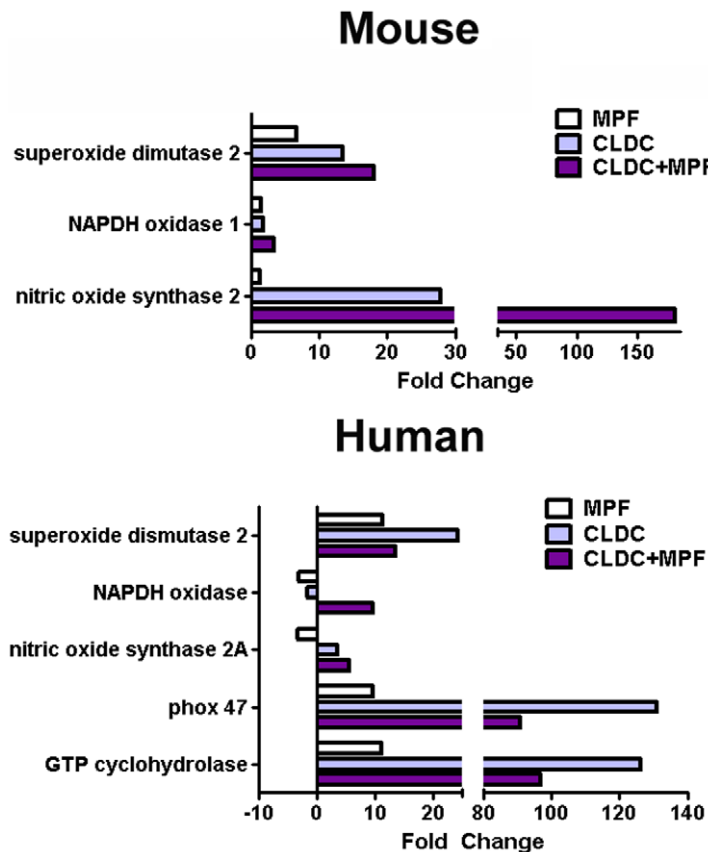 Mouse
MPF
CLDC
CLDC+MPF
superoxide dimutase 2
NAPDH oxidase 1
nitric oxide synthase 2
0 10 20 30 50 100 150
Fold Change
Human
MPF
CLDC
CLDC+MPF
superoxide dismutase 2
NAPDH oxidase
nitric oxide synthase 2A
phox 47
GTP cyclohydrolase
-10 0 10 20 80 100 120 140
Fold Change